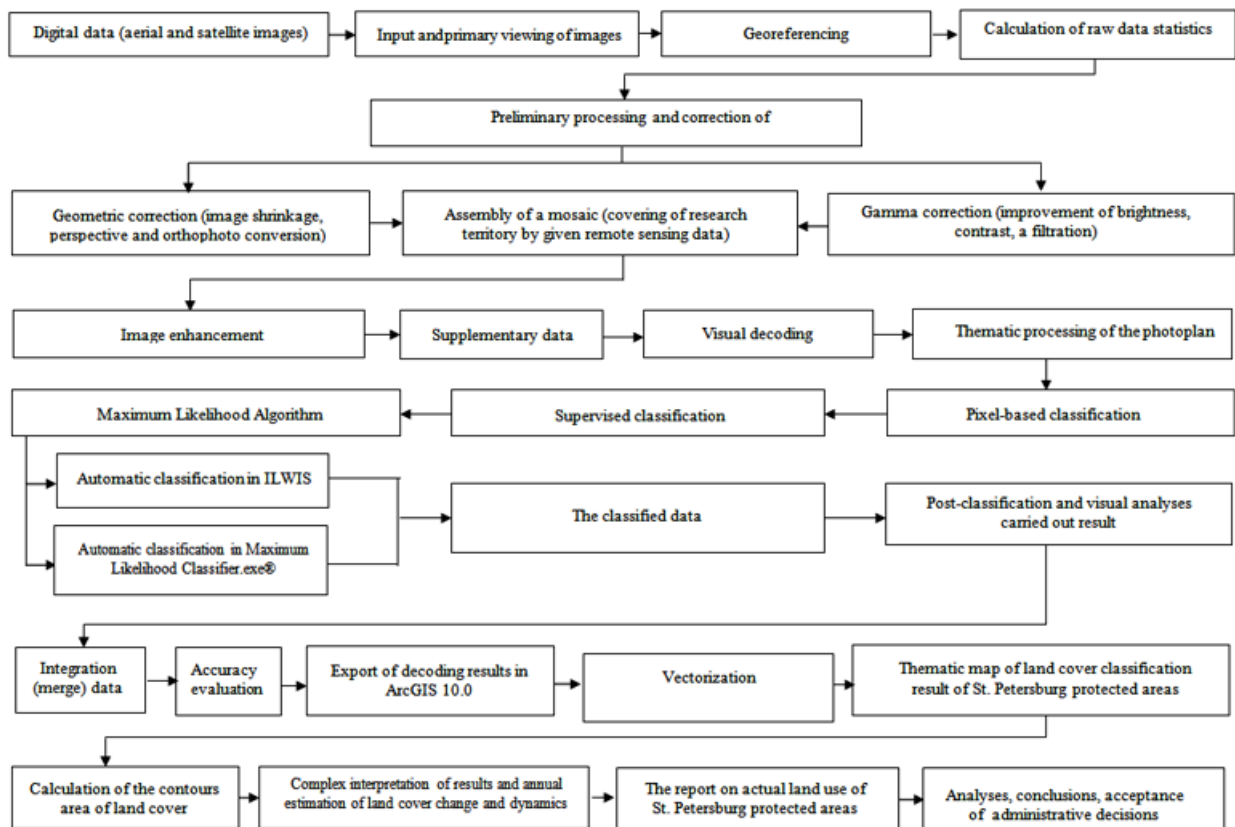 Digital data (aerial and satellite images)
Input andprimary viewing of images
Georeferencing
Calculation of raw data statistics
Preliminary processing and correction of
Geometric correction (image shrinkage,
perspective and orthophoto conversion)
Assembly of a mosaic (covering of research
territory by given remote sensing data)
Gamma correction (improvement of brightness,
contrast, a filtration)
Image enhancement
Supplementary data
Visual decoding
Thematic processing of the photoplan
Maximum Likelihood Algorithm
Supervised classification
Pixel-based classification
Automatic classification in ILWIS
Automatic classification in Maximum
Likelihood Classifier.exe®
The classified data
Post-classification and visual analyses
carried out result
Integration
(merge) data
Accuracy
evaluation
Export of decoding results in
ArcGIS 10.0
Vectorization
Thematic map of land cover classification
result of St. Petersburg protected areas
Calculation of the contours
area of land cover
Complex interpretation of results and annual
estimation of land cover change and dynamics
The report on actual land use of
St. Petersburg protected areas
Analyses, conclusions, acceptance
of administrative decisions